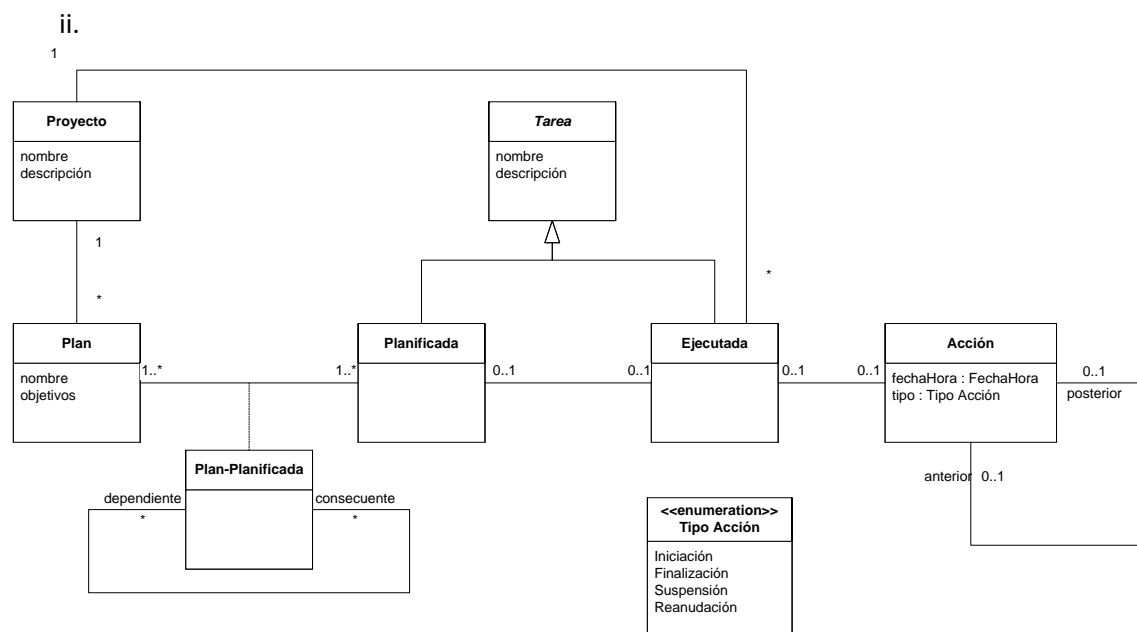 ii.
1
Proyecto
nombre
descripción
Tarea
nombre
descripción
1
*
*
Plan
nombre
objetivos
1..*
1..*
Planificada
0..1
0..1
Ejecutada
0..1
0..1
Acción
fechaHora : FechaHora
tipo : Tipo Acción
0..1
posterior
anterior 0..1
Plan-Planificada
dependiente
*
consecuente
*
<<enumeration>>
Tipo Acción
Iniciación
Finalización
Suspensión
Reanudación